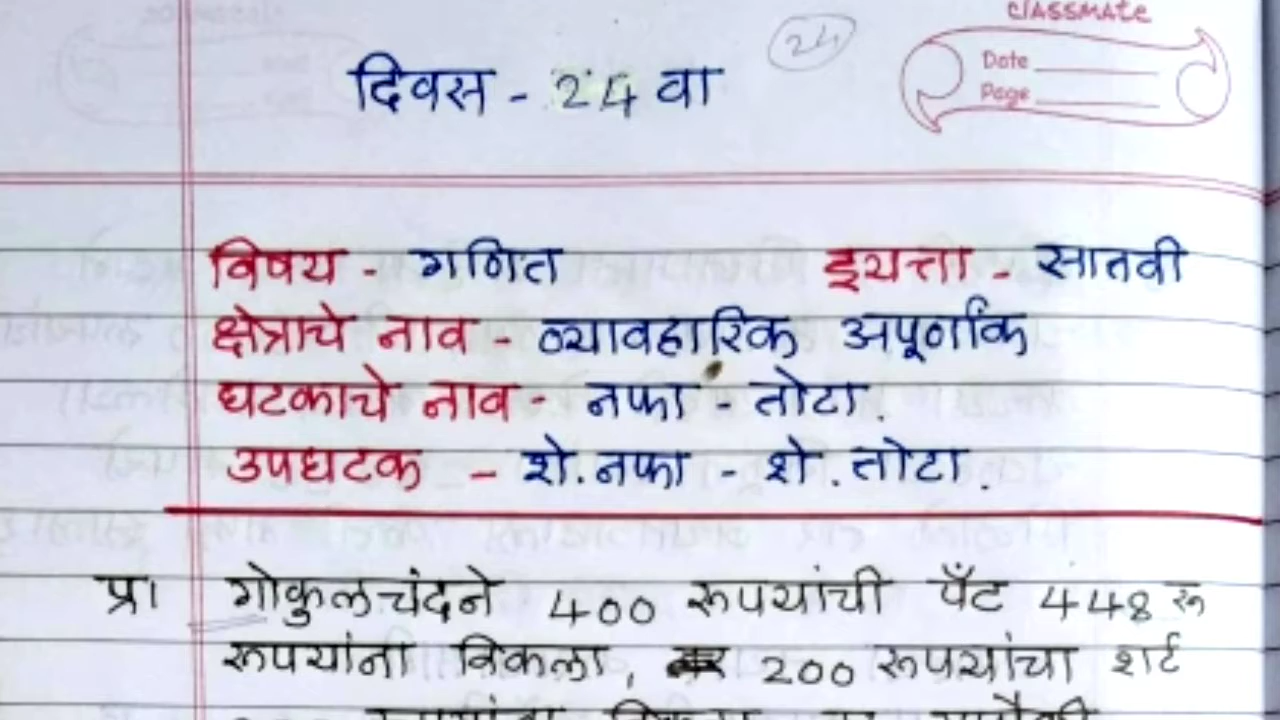 classmate
24
Date
Page
दिवस - 24 वा
विषय - गणित इयत्ता - सातवी
क्षेत्राचे नाव - व्यावहारिक अपूर्णांक
घटकाचे नाव - नफा - तोटा.
उपघटक - शे.नफा - शे.तोटा.
प्र। गोकुलचंदने 400 रूपयांची पँट 448 रू
रूपयांना विकला, 200 रूपयांचा शर्ट